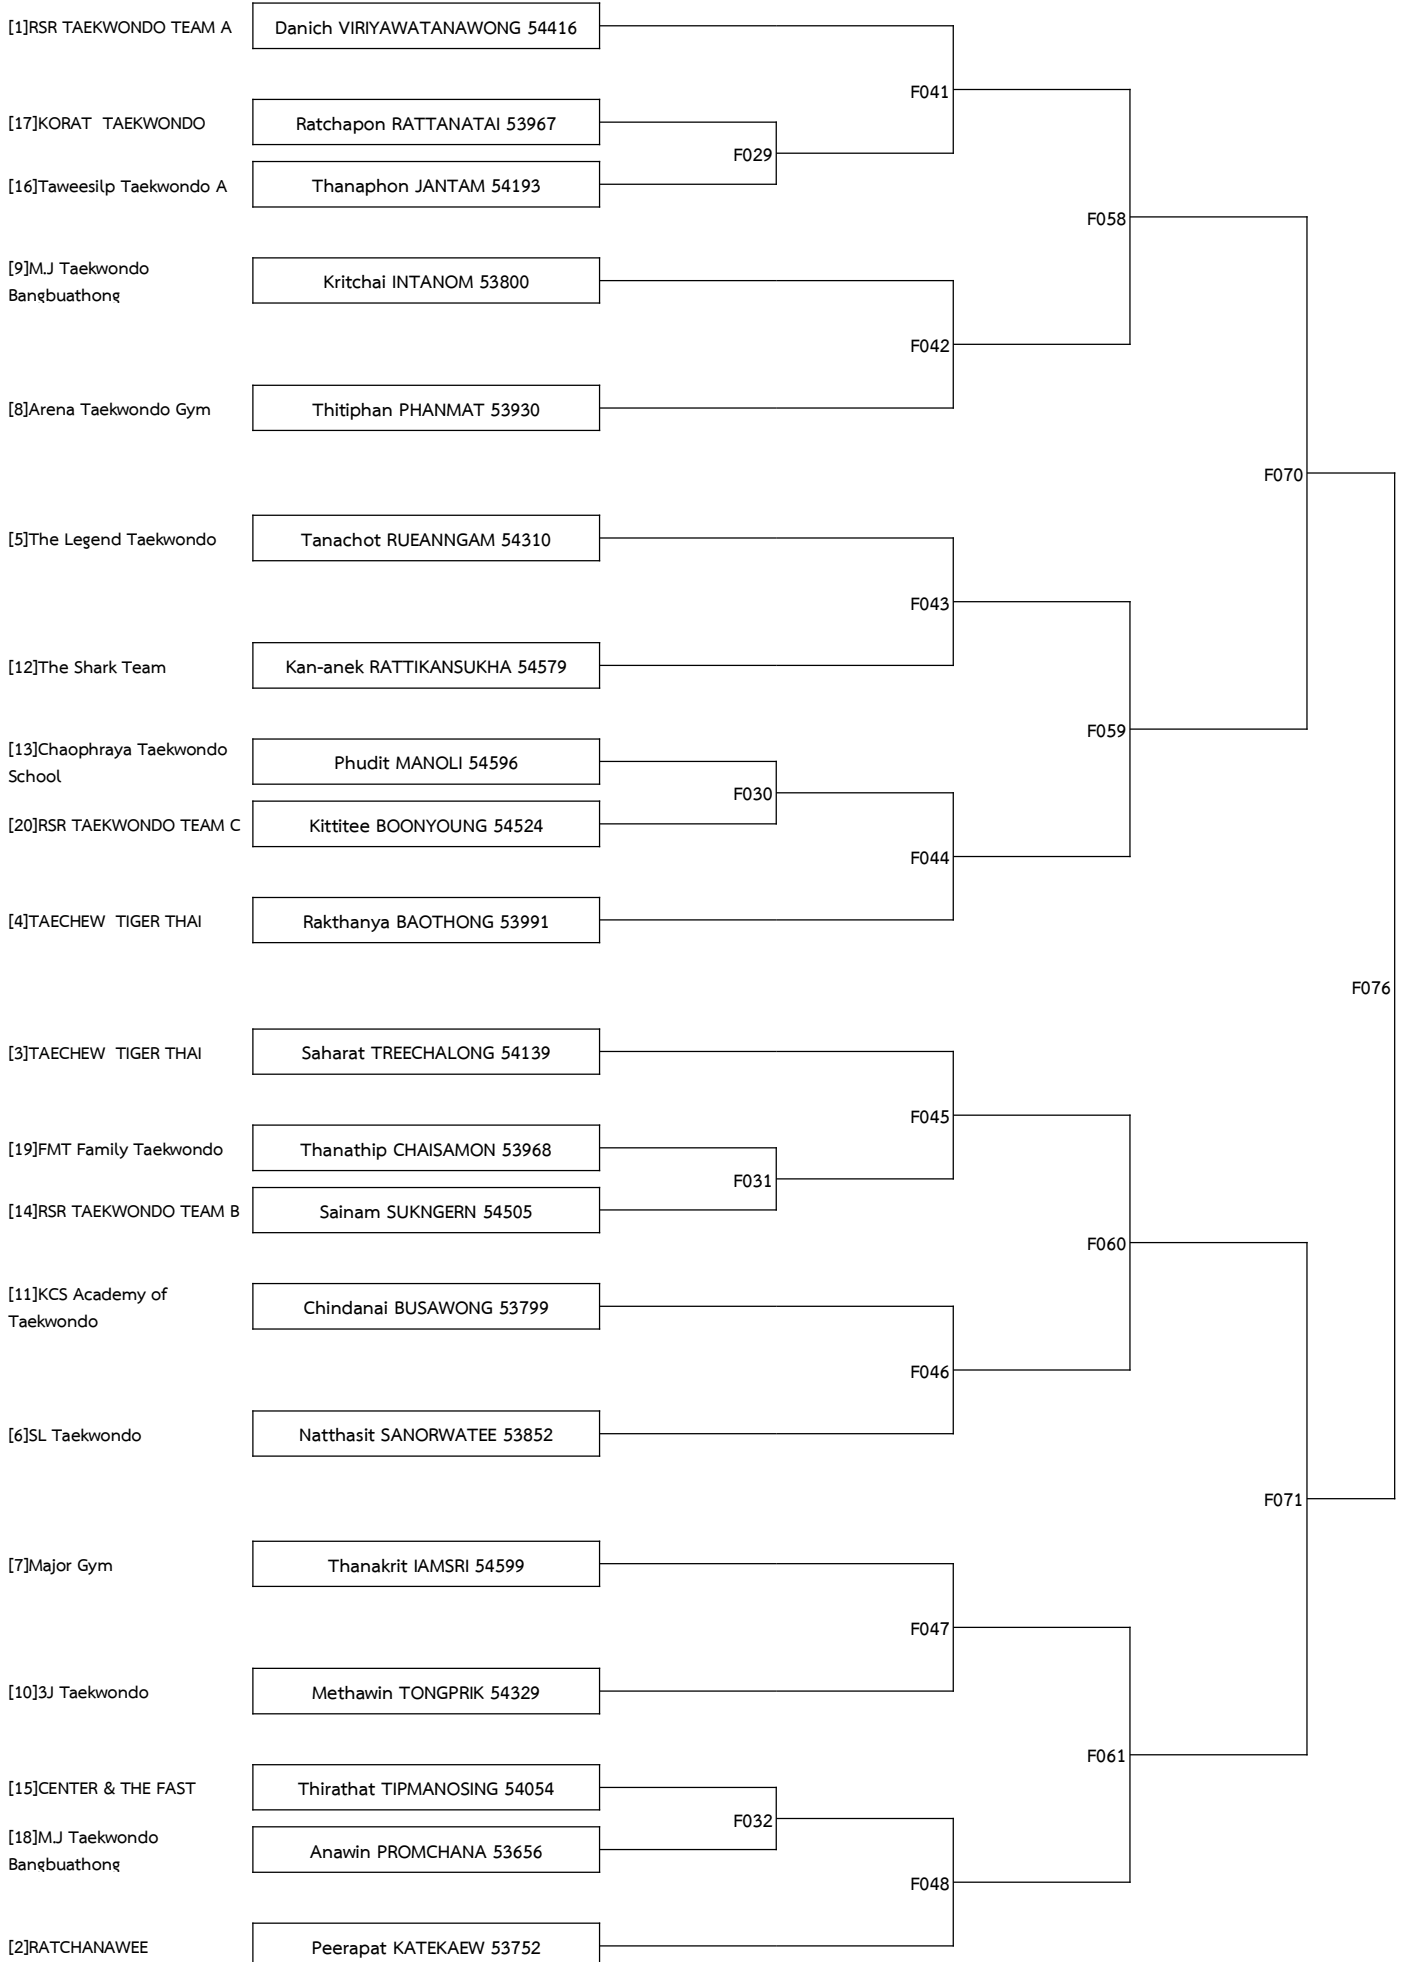 [1]RSR TAEKWONDO TEAM A Danich VIRIYAWATANAWONG 54416
F041
[17]KORAT TAEKWONDO Ratchapon RATTANATAI 53967
F029
[16]Taweesilp Taekwondo A Thanaphon JANTAM 54193
F058
[9]M.J Taekwondo
Bangbuathong
Kritchai INTANOM 53800
F042
[8]Arena Taekwondo Gym Thitiphan PHANMAT 53930
F070
[5]The Legend Taekwondo Tanachot RUEANNGAM 54310
F043
[12]The Shark Team Kan-anek RATTIKANSUKHA 54579
F059
[13]Chaophraya Taekwondo
School
Phudit MANOLI 54596
F030
[20]RSR TAEKWONDO TEAM C Kittitee BOONYOUNG 54524
F044
[4]TAECHEW TIGER THAI Rakthanya BAOTHONG 53991
F076
[3]TAECHEW TIGER THAI Saharat TREECHALONG 54139
F045
[19]FMT Family Taekwondo Thanathip CHAISAMON 53968
F031
[14]RSR TAEKWONDO TEAM B Sainam SUKNGERN 54505
F060
[11]KCS Academy of
Taekwondo
Chindanai BUSAWONG 53799
F046
[6]SL Taekwondo Natthasit SANORWATEE 53852
F071
[7]Major Gym Thanakrit IAMSRI 54599
F047
[10]3J Taekwondo Methawin TONGPRIK 54329
F061
[15]CENTER & THE FAST Thirathat TIPMANOSING 54054
F032
[18]M.J Taekwondo
Bangbuathong
Anawin PROMCHANA 53656
F048
[2]RATCHANAWEE Peerapat KATEKAEW 53752